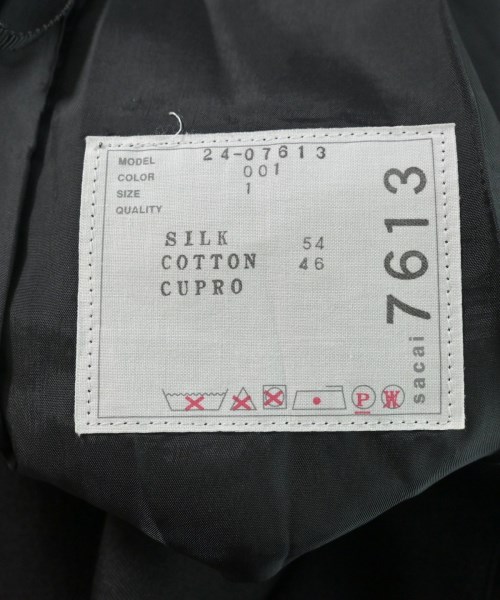 MODEL 24-07613
COLOR 001
SIZE 1
QUALITY
SILK 54
COTTON 46
CUPRO
P W
sacai 7613